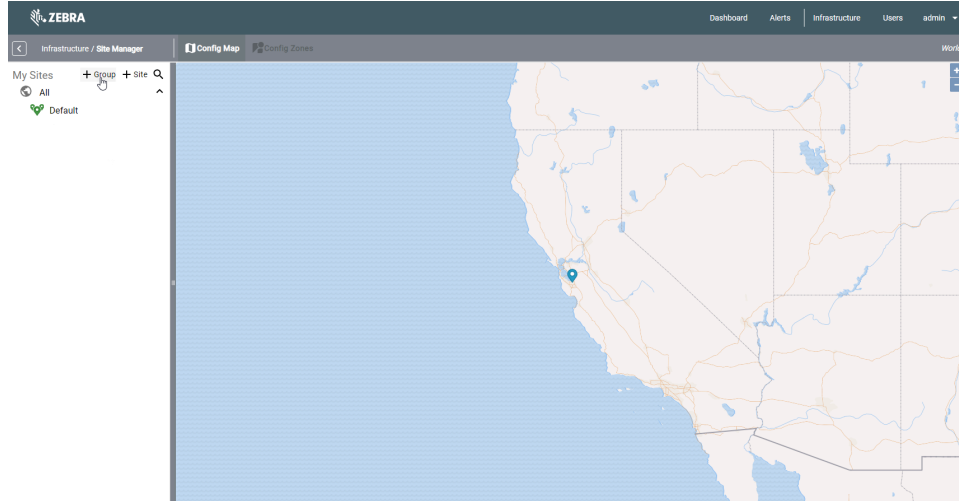 ZEBRA
Dashboard Alerts Infrastructure Users admin
Infrastructure / Site Manager Config Map Config Zones
My Sites + Group + Site
All
Default